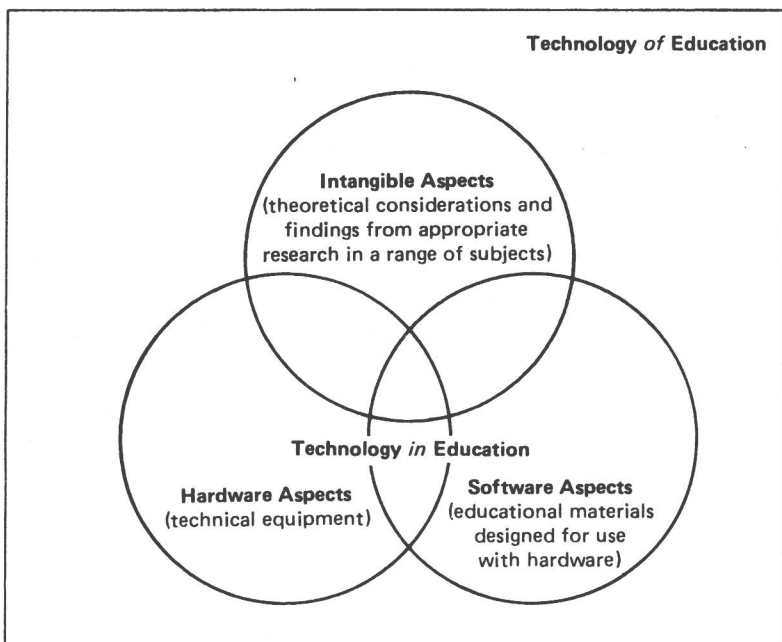 Technology of Education
Intangible Aspects
(theoretical considerations and
findings from appropriate
research in a range of subjects)
Technology in Education
Hardware Aspects
(technical equipment)
Software Aspects
(educational materials
designed for use
with hardware)